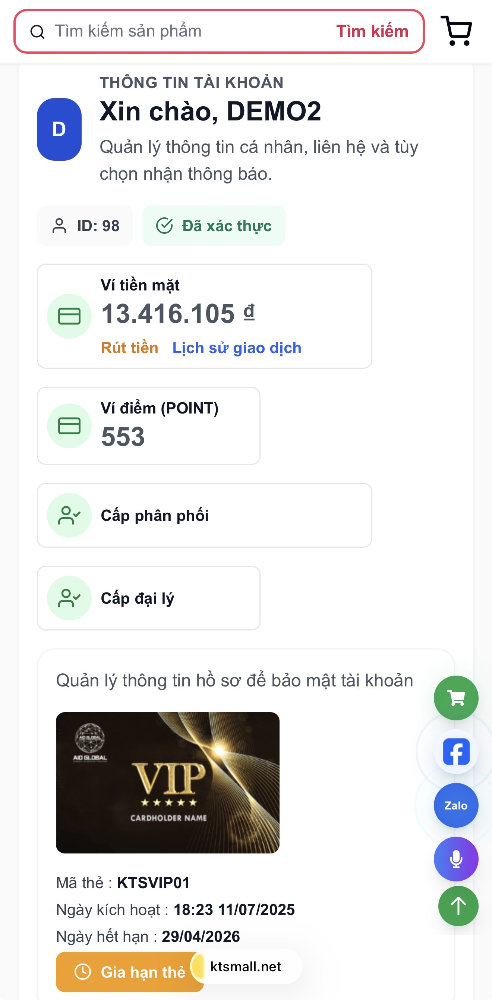 Tìm kiếm sản phẩm
Tìm kiếm
THÔNG TIN TÀI KHOẢN
D
Xin chào, DEMO2
Quản lý thông tin cá nhân, liên hệ và tùy
chọn nhận thông báo.
ID: 98
Đã xác thực
Ví tiền mặt
13.416.105 ₫
Rút tiền
Lịch sử giao dịch
Ví điểm (POINT)
553
Cấp phân phối
Cấp đại lý
Quản lý thông tin hồ sơ để bảo mật tài khoản
AIO GLOBAL
AIO GLOBAL
VIP
CARDHOLDER NAME
Zalo
Mã thẻ : KTSVIP01
Ngày kích hoạt : 18:23 11/07/2025
Ngày hết hạn : 29/04/2026
Gia hạn thẻ
ktsmall.net